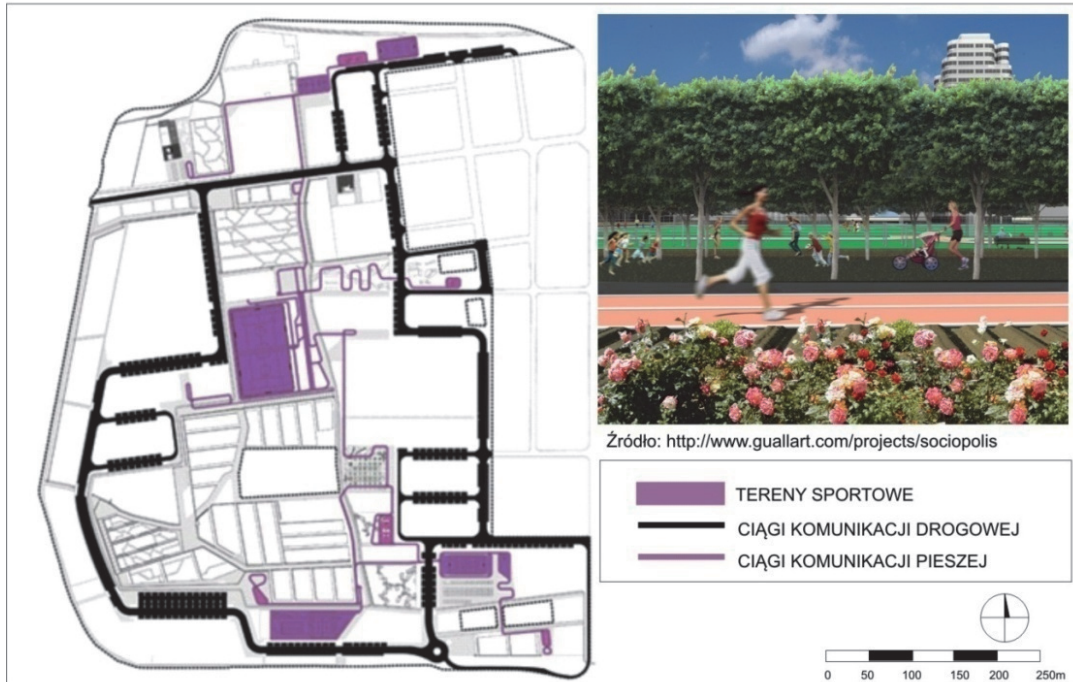 Źródło: http://www.guallart.com/projects/sociopolis
TERENY SPORTOWE
CIĄGI KOMUNIKACJI DROGOWEJ
CIĄGI KOMUNIKACJI PIESZEJ
0 50 100 150 200 250m